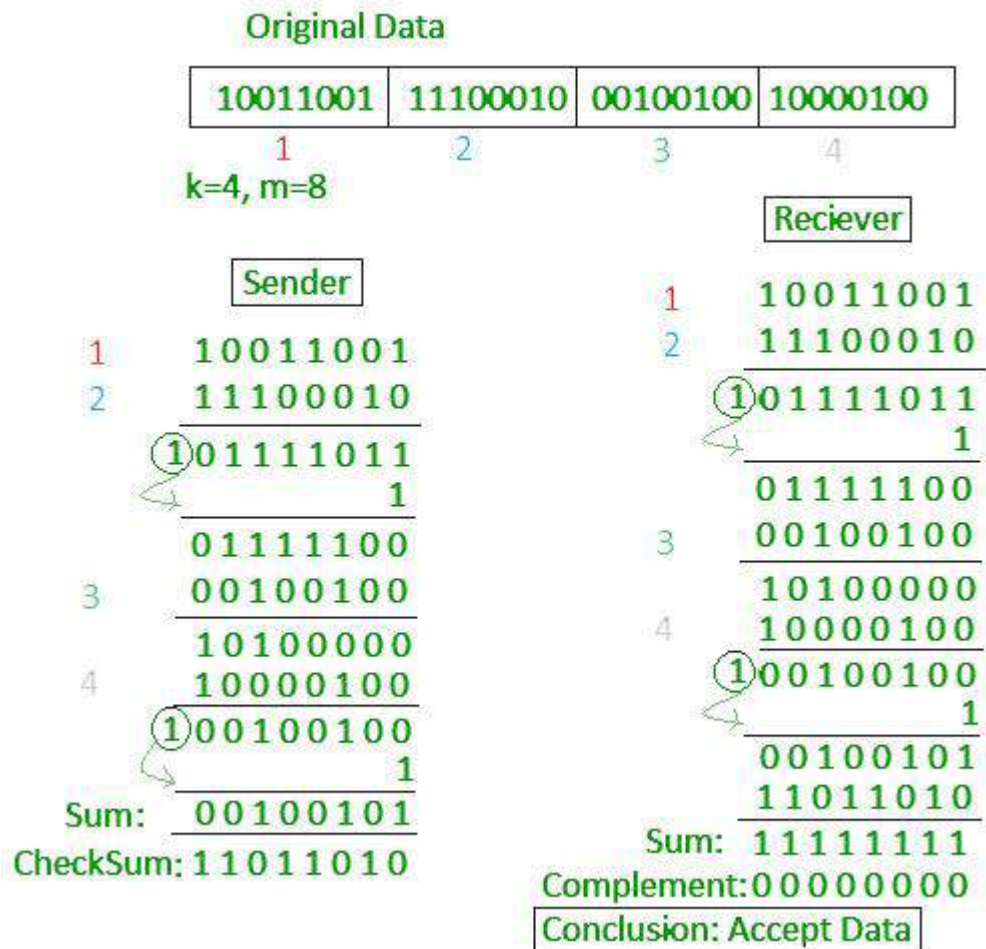 Original Data
10011001 11100010 00100100 10000100
1 2 3 4
k=4, m=8
Sender
1 10011001
2 11100010
1 01111011
1
01111100
3 00100100
10100000
4 10000100
1 00100100
1
Sum: 00100101
CheckSum: 11011010
Reciever
1 10011001
2 11100010
1 01111011
1
01111100
3 00100100
10100000
4 10000100
1 00100100
1
00100101
11011010
Sum: 11111111
Complement: 00000000
Conclusion: Accept Data